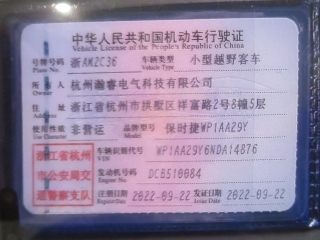 中华人民共和国机动车行驶证
Vehicle License of the People's Republic of China
号牌号码 浙AM2C36 车辆类型 小型越野客车
Plate No. Vehicle Type
所有人 杭州瀚睿电气科技有限公司
Owner
住址 浙江省杭州市拱墅区祥富路2号8幢5层
Address
使用性质 非营运 品牌型号 保时捷WP1AA29Y
Use Character Model
浙江省杭州市公安局交通警察支队
车辆识别代号 WP1AA29Y6NDA14876
VIN
发动机号码 DCB510084
Engine No.
注册日期 2022-09-22 发证日期 2022-09-22
Register Date Issue Date